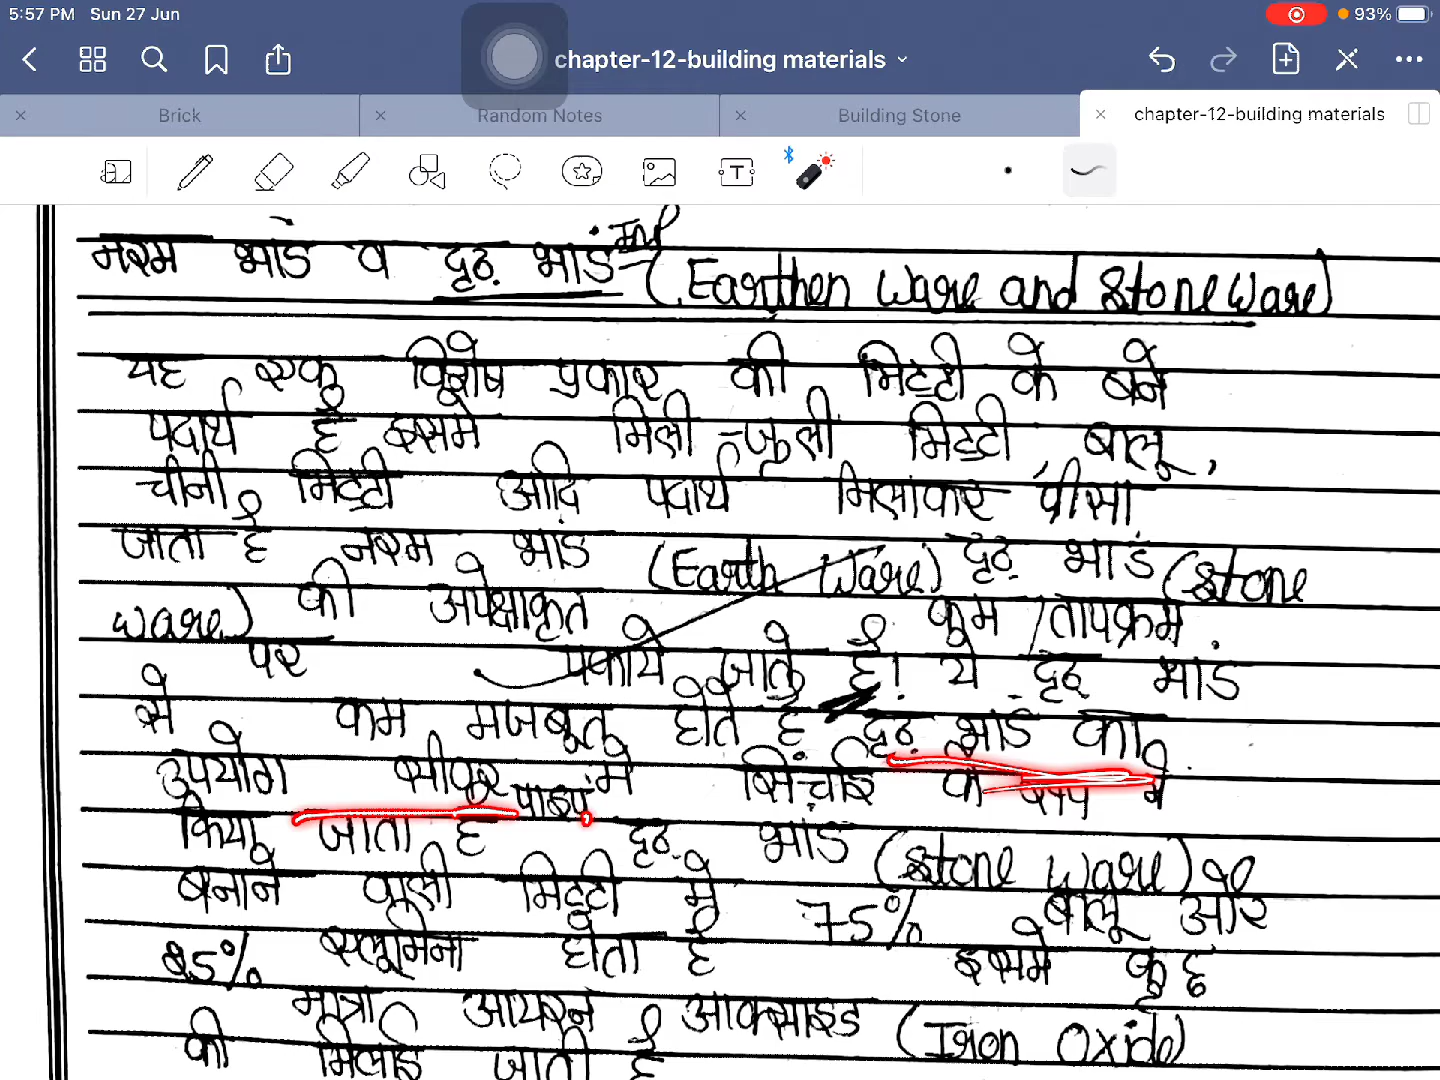 5:57 PM Sun 27 Jun
93%
chapter-12-building materials
Brick
Random Notes
Building Stone
chapter-12-building materials
नरम भांड व दृढ़ भांड Imp (Earthen Ware and Stone Ware)
यह एक विशेष प्रकार की मिट्टी के बने
पदार्थ है इसमे मिली-जुली मिट्टी बालू,
चीनी मिट्टी आदि पदार्थ मिलाकर पीसा
जाता है नरम भांड (Earth Ware) दृढ़ भांड (Stone
ware) की अपेक्षाकृत कम तापक्रम
पर पकाये जाते है! ये दृढ़ भांड
से कम मजबूत होते है दृढ़ भांड का
उपयोग सीवर पाइप में सिंचाई के रूप में
किया जाता है दृढ़ भांड (Stone Ware)
बनाने वाली मिट्टी मे 75% बालू और
एलूमिना होता है इसमे कुछ
मात्रा आयरन आक्साइड (Iron Oxide)
की मिलाई जाती है